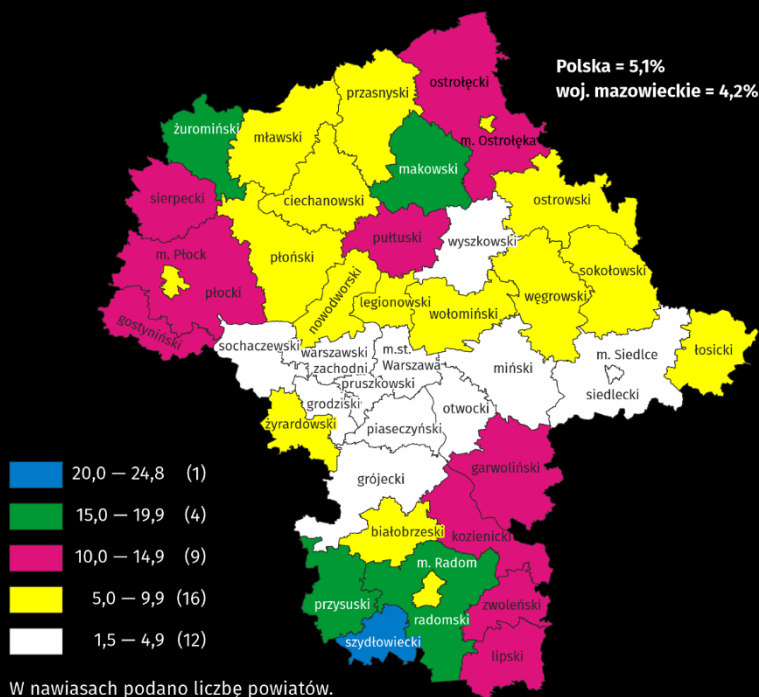 Polska = 5,1%
woj. mazowieckie = 4,2%
ostrołęcki
przasnyski
żuromiński
mławski
m. Ostrołęka
makowski
sierpecki
ciechanowski
ostrowski
pułtuski
wyszkowski
m. Płock
płoński
sokołowski
płocki
nowodworski
legionowski
węgrowski
wołomiński
gostyniński
sochaczewski
warszawski
zachodni
m.st.
Warszawa
łosicki
m. Siedlce
miński
pruszkowski
siedlecki
grodziski
otwocki
żyrardowski
piaseczyński
garwoliński
grójecki
białobrzeski
kozienicki
m. Radom
przysuski
zwoleński
radomski
szydłowiecki
lipski
20,0 — 24,8 (1)
15,0 — 19,9 (4)
10,0 — 14,9 (9)
5,0 — 9,9 (16)
1,5 — 4,9 (12)
W nawiasach podano liczbę powiatów.